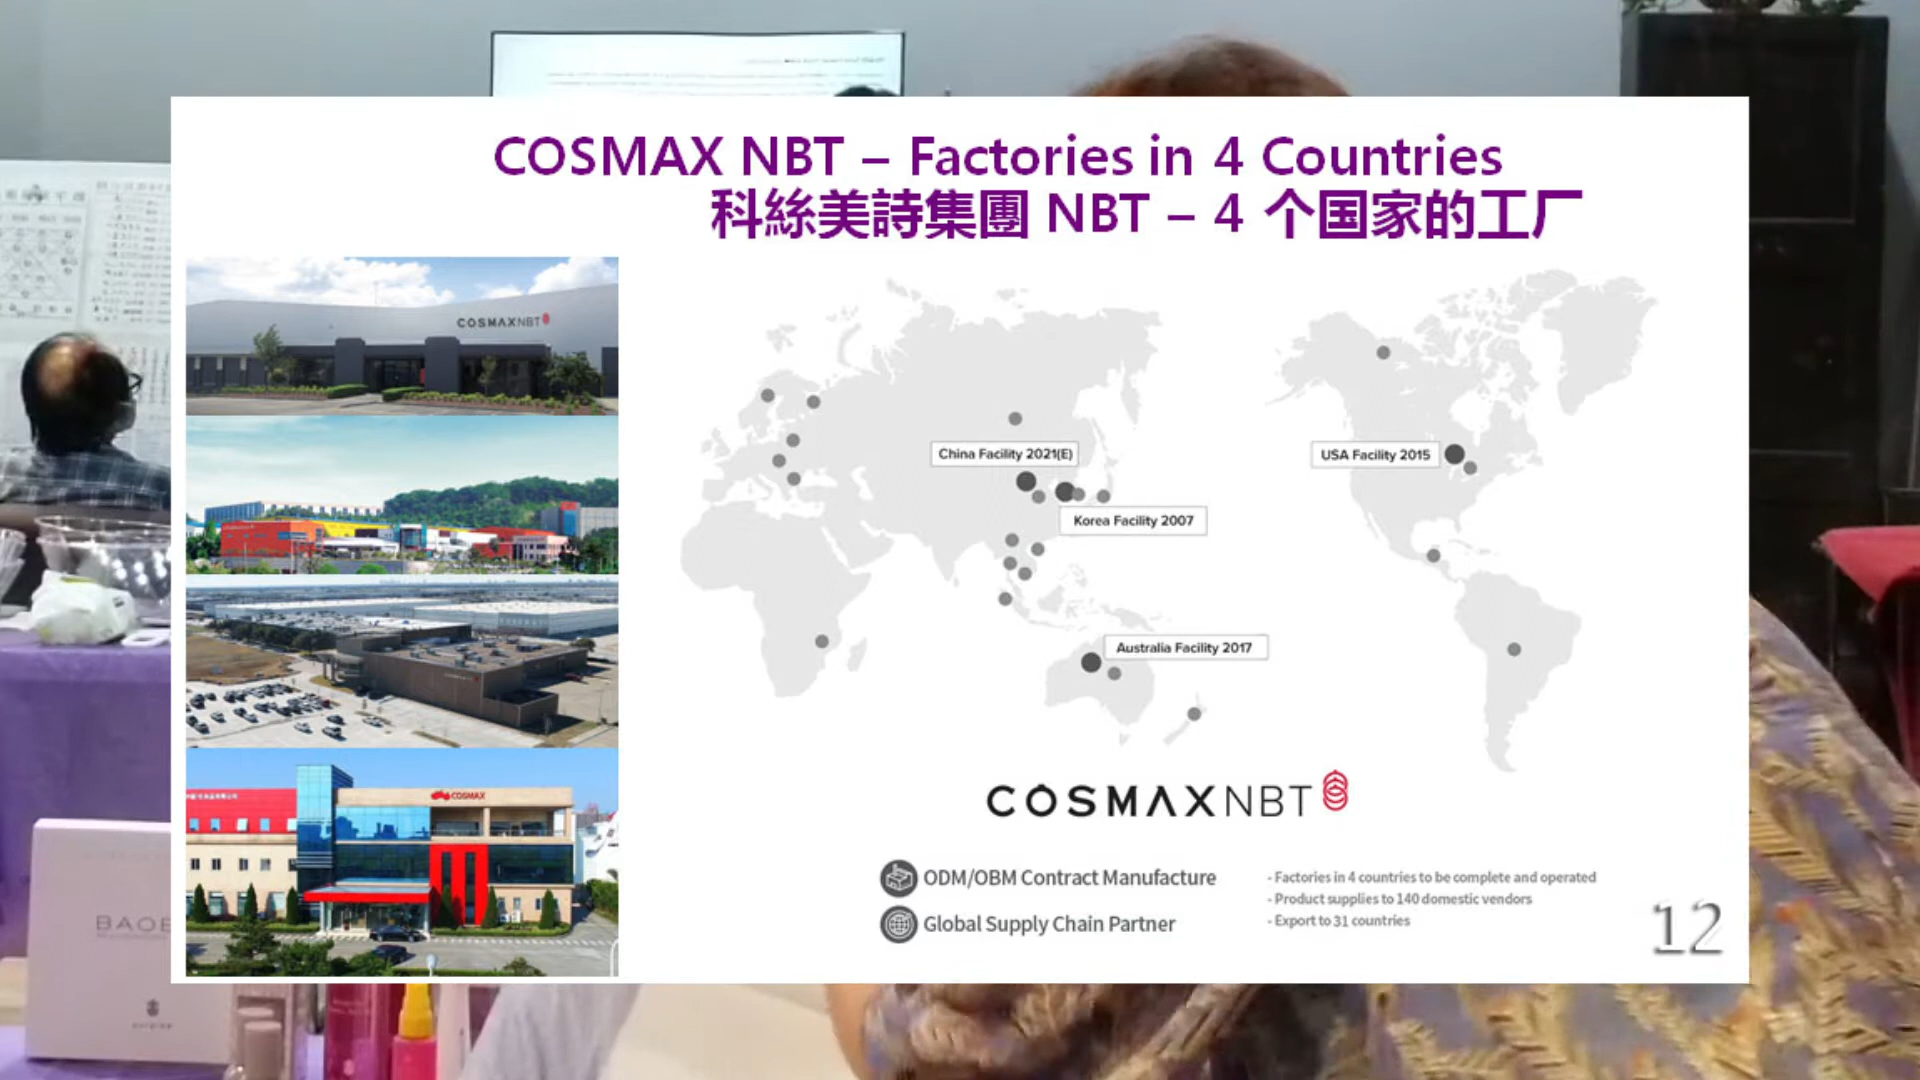 COSMAX NBT – Factories in 4 Countries
科絲美詩集團 NBT – 4 个国家的工厂
COSMAXNBT
China Facility 2021(E)
USA Facility 2015
Korea Facility 2007
Australia Facility 2017
COSMAX
COSMAXNBT
ODM/OBM Contract Manufacture
Global Supply Chain Partner
- Factories in 4 countries to be complete and operated
- Product supplies to 140 domestic vendors
- Export to 31 countries
12
BAOB